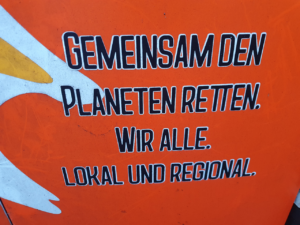 GEMEINSAM DEN
PLANETEN RETTEN.
WIR ALLE.
LOKAL UND REGIONAL.